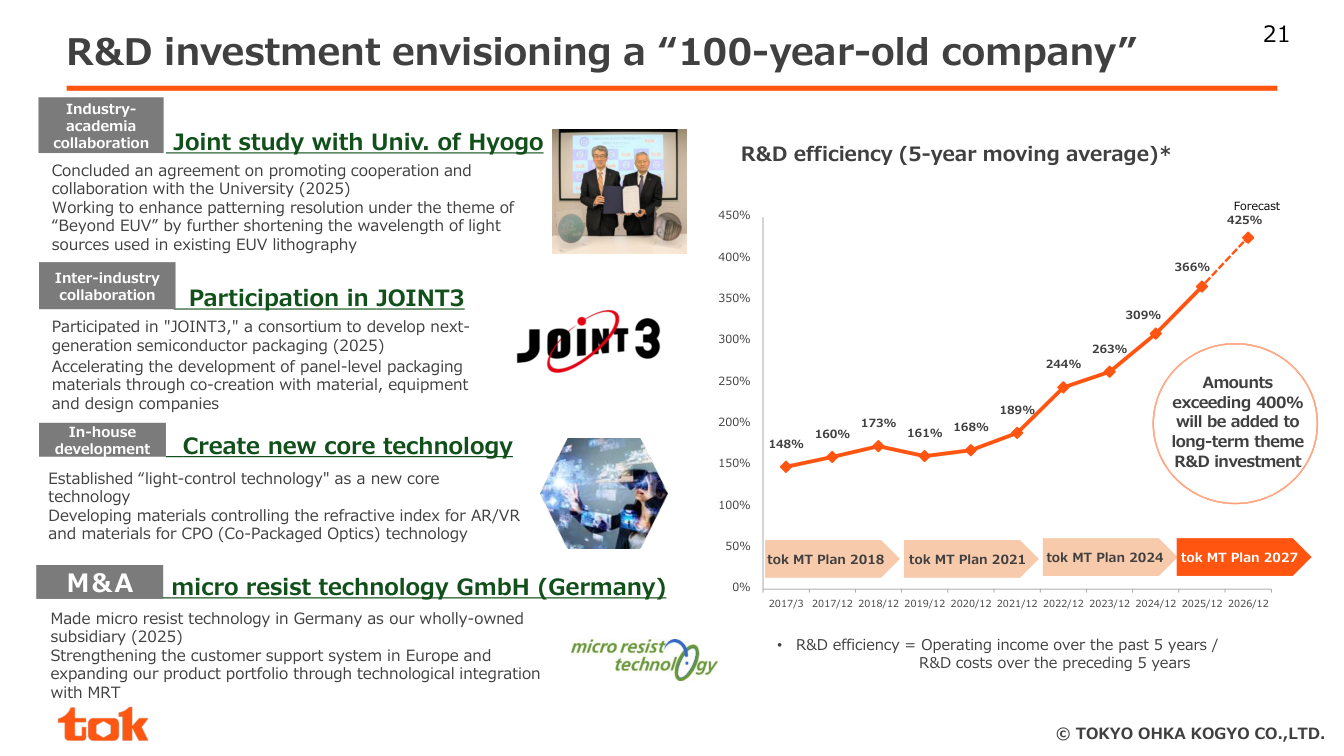 R&D investment envisioning a “100-year-old company”
21
Industry-
academia
collaboration
Joint study with Univ. of Hyogo
Concluded an agreement on promoting cooperation and
collaboration with the University (2025)
Working to enhance patterning resolution under the theme of
“Beyond EUV” by further shortening the wavelength of light
sources used in existing EUV lithography
Inter-industry
collaboration
Participation in JOINT3
Participated in "JOINT3," a consortium to develop next-
generation semiconductor packaging (2025)
Accelerating the development of panel-level packaging
materials through co-creation with material, equipment
and design companies
JOINT3
In-house
development
Create new core technology
Established “light-control technology" as a new core
technology
Developing materials controlling the refractive index for AR/VR
and materials for CPO (Co-Packaged Optics) technology
M&A
micro resist technology GmbH (Germany)
Made micro resist technology in Germany as our wholly-owned
subsidiary (2025)
Strengthening the customer support system in Europe and
expanding our product portfolio through technological integration
with MRT
micro resist
technology
R&D efficiency (5-year moving average)*
450%
400%
350%
300%
250%
200%
150%
100%
50%
0%
148%
160%
173%
161%
168%
189%
244%
263%
309%
366%
Forecast
425%
Amounts
exceeding 400%
will be added to
long-term theme
R&D investment
tok MT Plan 2018
tok MT Plan 2021
tok MT Plan 2024
tok MT Plan 2027
2017/3 2017/12 2018/12 2019/12 2020/12 2021/12 2022/12 2023/12 2024/12 2025/12 2026/12
• R&D efficiency = Operating income over the past 5 years /
R&D costs over the preceding 5 years
tok
© TOKYO OHKA KOGYO CO.,LTD.